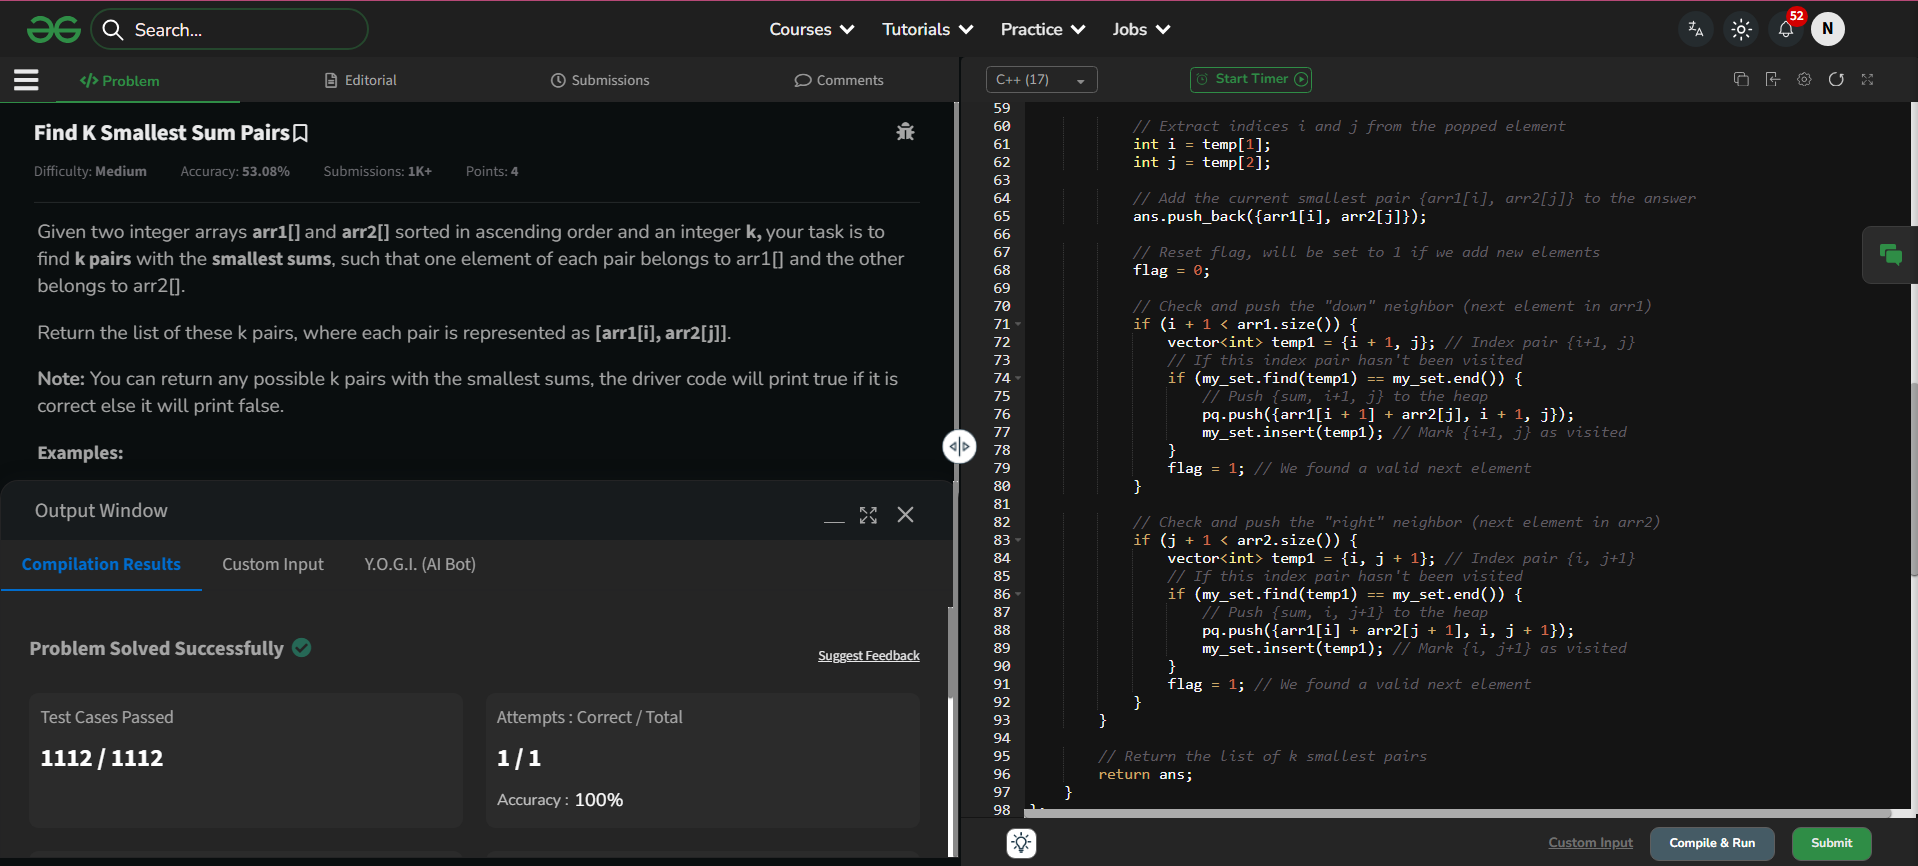 Search...
Courses
Tutorials
Practice
Jobs
52
N
</> Problem
Editorial
Submissions
Comments
C++ (17)
Start Timer
Find K Smallest Sum Pairs
Difficulty: Medium
Accuracy: 53.08%
Submissions: 1K+
Points: 4
Given two integer arrays arr1[] and arr2[] sorted in ascending order and an integer k, your task is to
find k pairs with the smallest sums, such that one element of each pair belongs to arr1[] and the other
belongs to arr2[].
Return the list of these k pairs, where each pair is represented as [arr1[i], arr2[j]].
Note: You can return any possible k pairs with the smallest sums, the driver code will print true if it is
correct else it will print false.
Examples:
Output Window
Compilation Results
Custom Input
Y.O.G.I. (AI Bot)
Problem Solved Successfully
Suggest Feedback
Test Cases Passed
1112 / 1112
Attempts : Correct / Total
1 / 1
Accuracy : 100%
59
60 // Extract indices i and j from the popped element
61 int i = temp[1];
62 int j = temp[2];
63
64 // Add the current smallest pair {arr1[i], arr2[j]} to the answer
65 ans.push_back({arr1[i], arr2[j]});
66
67 // Reset flag, will be set to 1 if we add new elements
68 flag = 0;
69
70 // Check and push the "down" neighbor (next element in arr1)
71 if (i + 1 < arr1.size()) {
72 vector<int> temp1 = {i + 1, j}; // Index pair {i+1, j}
73 // If this index pair hasn't been visited
74 if (my_set.find(temp1) == my_set.end()) {
75 // Push {sum, i+1, j} to the heap
76 pq.push({arr1[i + 1] + arr2[j], i + 1, j});
77 my_set.insert(temp1); // Mark {i+1, j} as visited
78 }
79 flag = 1; // We found a valid next element
80 }
81
82 // Check and push the "right" neighbor (next element in arr2)
83 if (j + 1 < arr2.size()) {
84 vector<int> temp1 = {i, j + 1}; // Index pair {i, j+1}
85 // If this index pair hasn't been visited
86 if (my_set.find(temp1) == my_set.end()) {
87 // Push {sum, i, j+1} to the heap
88 pq.push({arr1[i] + arr2[j + 1], i, j + 1});
89 my_set.insert(temp1); // Mark {i, j+1} as visited
90 }
91 flag = 1; // We found a valid next element
92 }
93 }
94
95 // Return the list of k smallest pairs
96 return ans;
97 }
98
Custom Input
Compile & Run
Submit